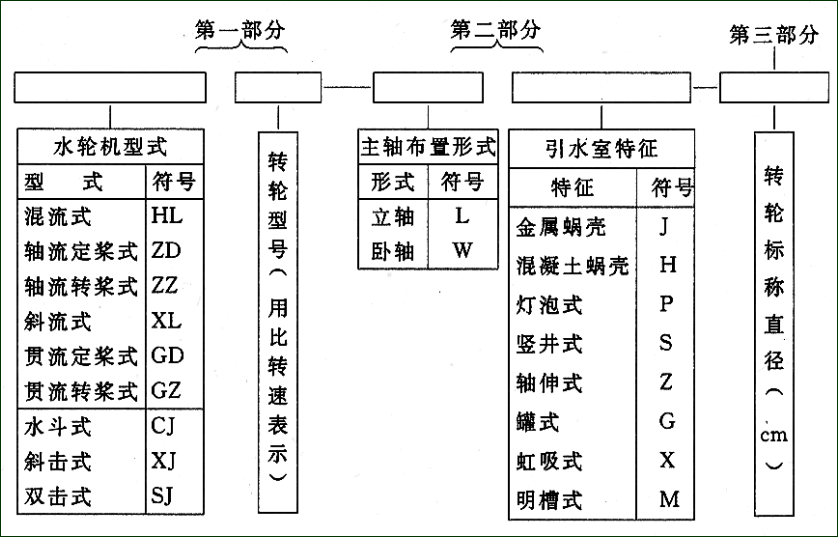 第一部分
第二部分
第三部分
水轮机型式
型 式 符号
混流式 HL
轴流定桨式 ZD
轴流转桨式 ZZ
斜流式 XL
贯流定桨式 GD
贯流转桨式 GZ
水斗式 CJ
斜击式 XJ
双击式 SJ
转轮型号(用比转速表示)
主轴布置形式
形式 符号
立轴 L
卧轴 W
引水室特征
特征 符号
金属蜗壳 J
混凝土蜗壳 H
灯泡式 P
竖井式 S
轴伸式 Z
罐式 G
虹吸式 X
明槽式 M
转轮标称直径(cm)